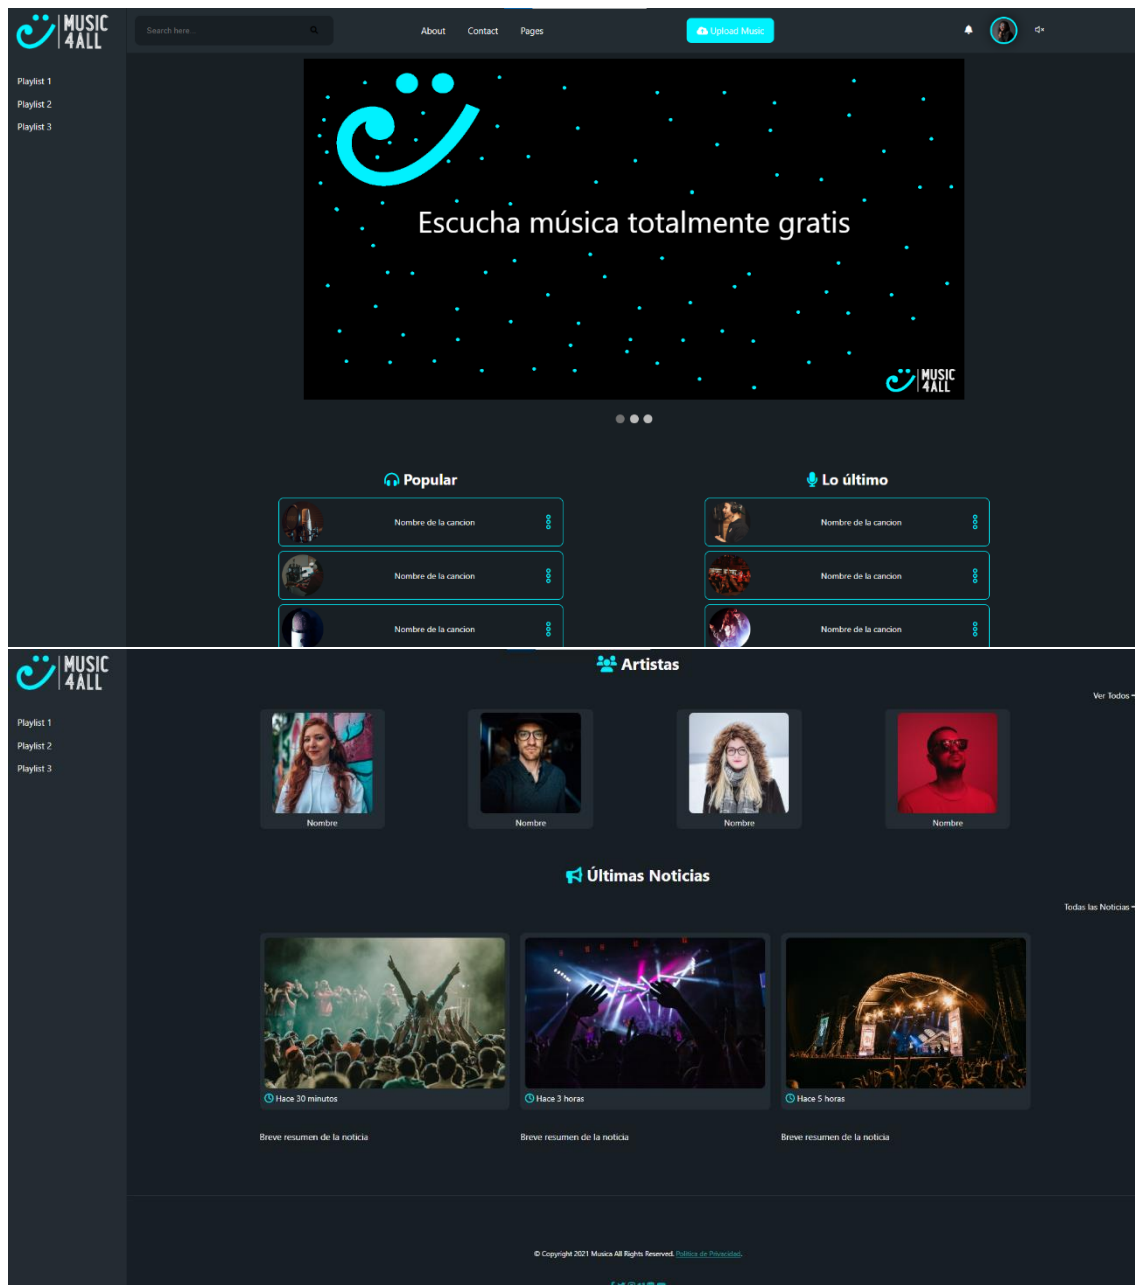 MUSIC
4ALL
Search here...
About Contact Pages
Upload Music
Playlist 1
Playlist 2
Playlist 3
Escucha música totalmente gratis
MUSIC
4ALL
Popular
Nombre de la cancion
Nombre de la cancion
Nombre de la cancion
Lo último
Nombre de la cancion
Nombre de la cancion
Nombre de la cancion
MUSIC
4ALL
Playlist 1
Playlist 2
Playlist 3
Artistas
Ver Todos
Nombre Nombre Nombre Nombre
Últimas Noticias
Todas las Noticias
Hace 30 minutos Hace 3 horas Hace 5 horas
Breve resumen de la noticia Breve resumen de la noticia Breve resumen de la noticia
© Copyright 2021 Musica All Rights Reserved. Política de Privacidad.